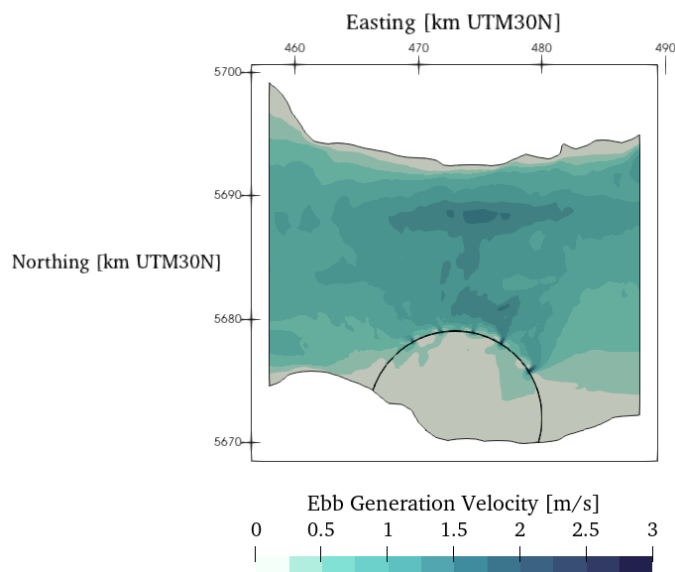 Easting [km UTM30N]
460 470 480 490
5700
5690
Northing [km UTM30N]
5680
5670
Ebb Generation Velocity [m/s]
0 0.5 1 1.5 2 2.5 3